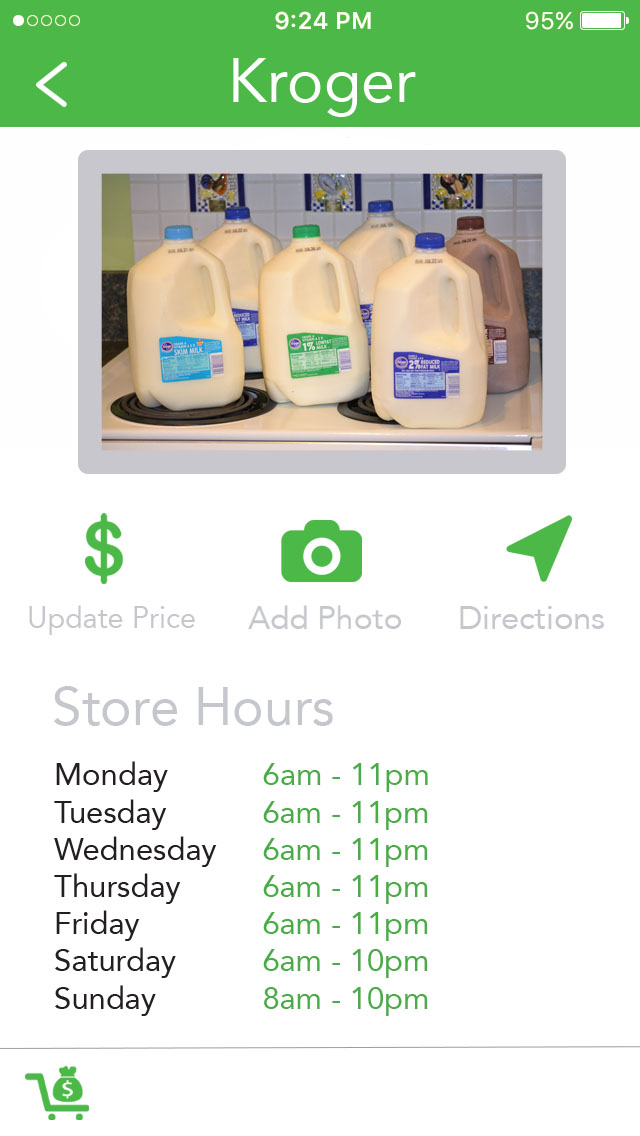 9:24 PM 95%
Kroger
SKIM MILK
1% LOWFAT MILK
2% REDUCED FAT MILK
$
Update Price
Add Photo
Directions
Store Hours
Monday 6am - 11pm
Tuesday 6am - 11pm
Wednesday 6am - 11pm
Thursday 6am - 11pm
Friday 6am - 11pm
Saturday 6am - 10pm
Sunday 8am - 10pm
$